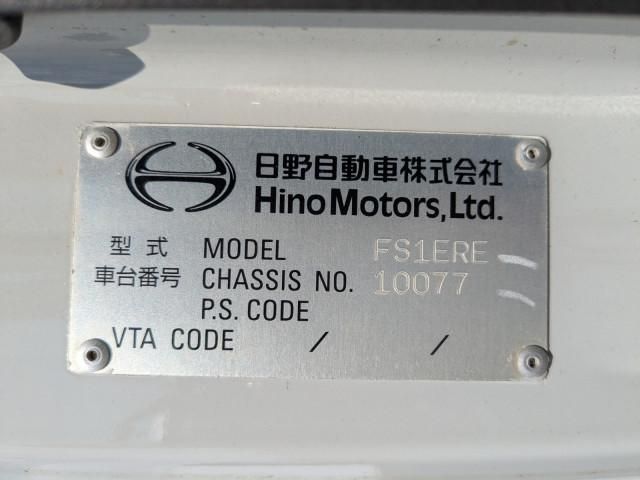 日野自動車株式会社
Hino Motors, Ltd.
型式 MODEL FS1ERE
車台番号 CHASSIS NO. 10077
P.S. CODE
VTA CODE / /